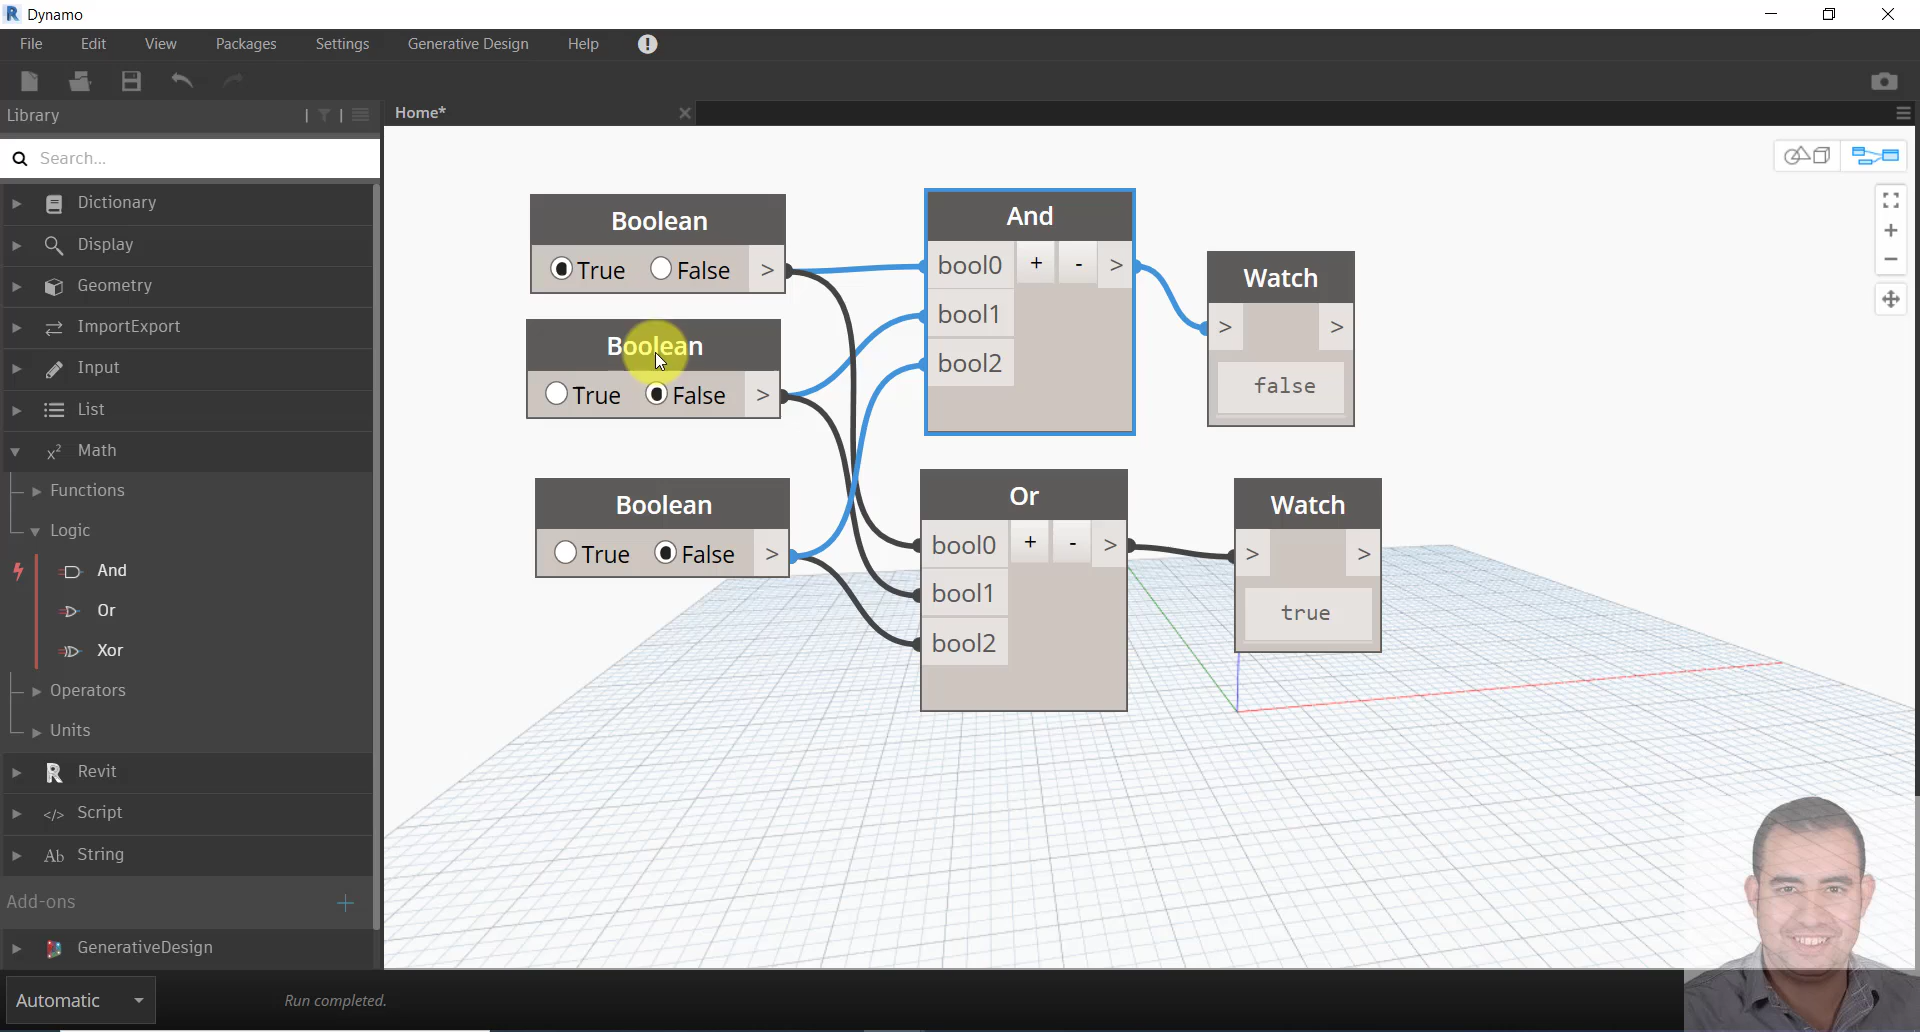 Dynamo
File Edit View Packages Settings Generative Design Help
Library
Home*
Search...
Dictionary
Display
Geometry
ImportExport
Input
List
Math
Functions
Logic
And
Or
Xor
Operators
Units
Revit
Script
String
Add-ons
GenerativeDesign
Automatic
Run completed.
Boolean
True False >
Boolean
True False >
Boolean
True False >
And
bool0 + - >
bool1
bool2
Watch
> >
false
Or
bool0 + - >
bool1
bool2
Watch
> >
true